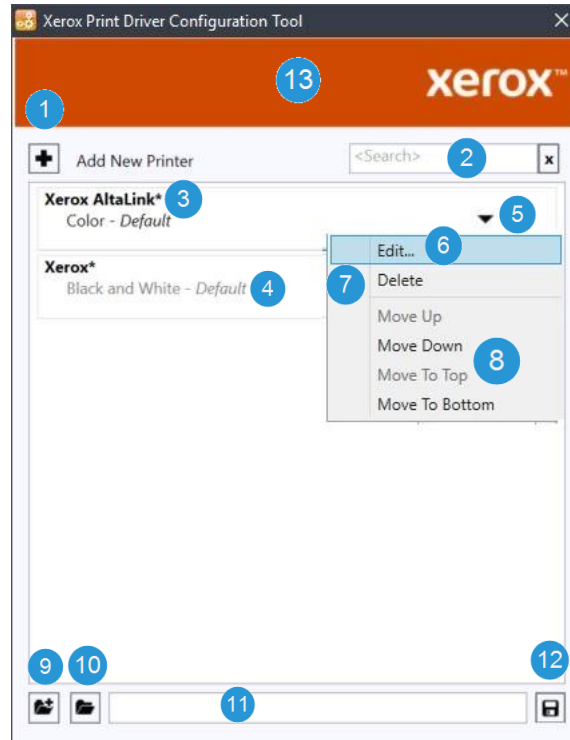 Xerox Print Driver Configuration Tool
13
xerox™
1
Add New Printer
<Search>
2
x
Xerox AltaLink*
3
Color - Default
5
Edit...
6
Xerox*
Black and White - Default
4
7
Delete
Move Up
Move Down
8
Move To Top
Move To Bottom
9
10
11
12